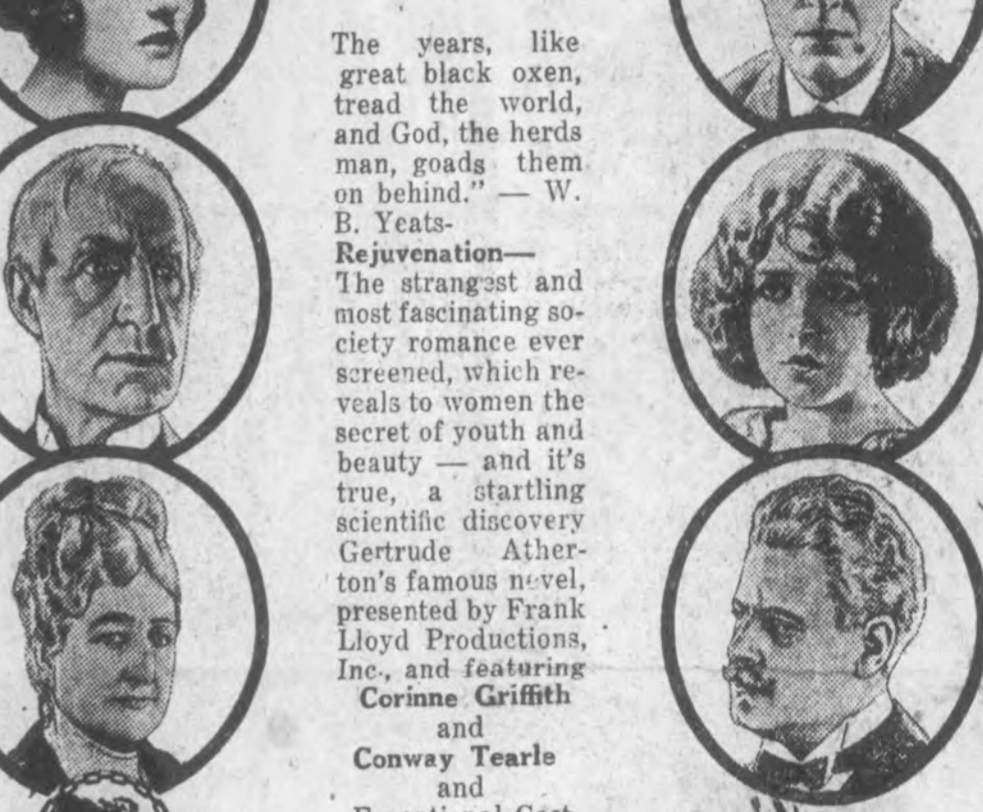 The years, like
great black oxen,
tread the world,
and God, the herds
man, goads them
on behind." — W.
B. Yeats-
Rejuvenation—
The strangest and
most fascinating so-
ciety romance ever
screened, which re-
veals to women the
secret of youth and
beauty — and it's
true, a startling
scientific discovery
Gertrude Ather-
ton's famous novel,
presented by Frank
Lloyd Productions,
Inc., and featuring
Corinne Griffith
and
Conway Tearle
and
Exceptional Cast